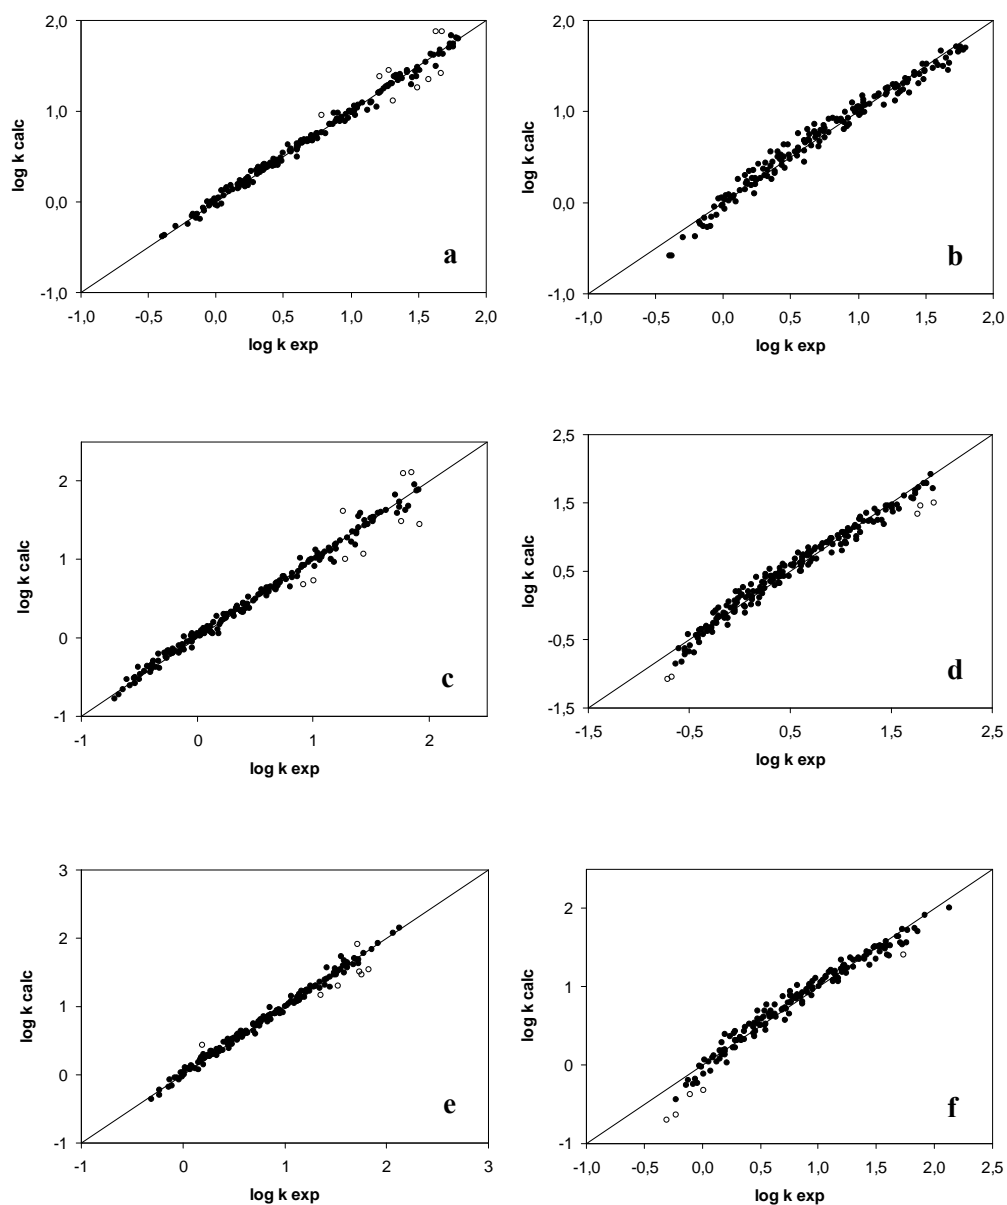 2,0
1,0
0,0
-1,0
-1,0 -0,5 0,0 0,5 1,0 1,5 2,0
log k calc
log k exp
a
2,0
1,0
0,0
-1,0
-1,0 -0,5 0,0 0,5 1,0 1,5 2,0
log k calc
log k exp
b
2
1
0
-1
-1 0 1 2
log k calc
log k exp
c
2,5
1,5
0,5
-0,5
-1,5
-1,5 -0,5 0,5 1,5 2,5
log k calc
log k exp
d
3
2
1
0
-1
-1 0 1 2 3
log k calc
log k exp
e
2
1
0
-1
-1,0 -0,5 0,0 0,5 1,0 1,5 2,0 2,5
log k calc
log k exp
f